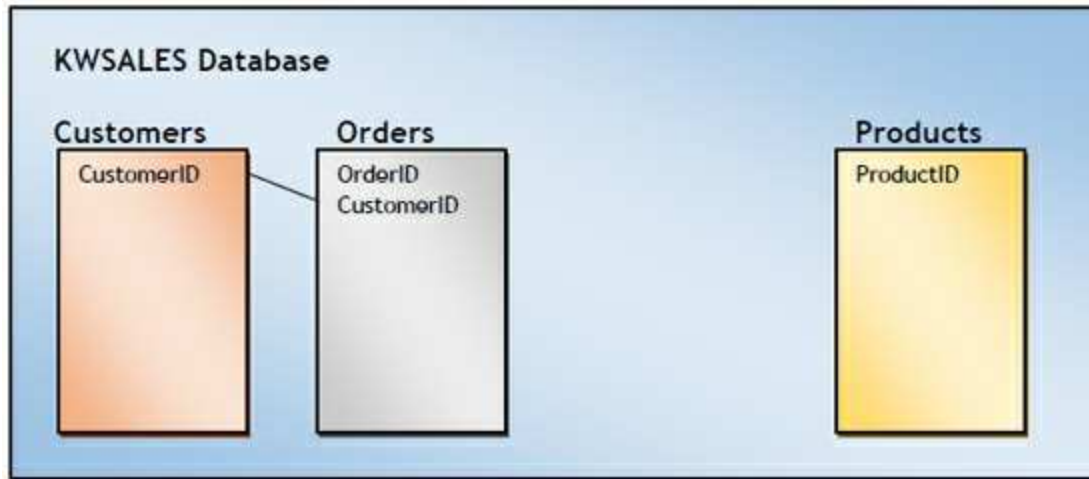 KWSALES Database
Customers
CustomerID
Orders
OrderID
CustomerID
Products
ProductID